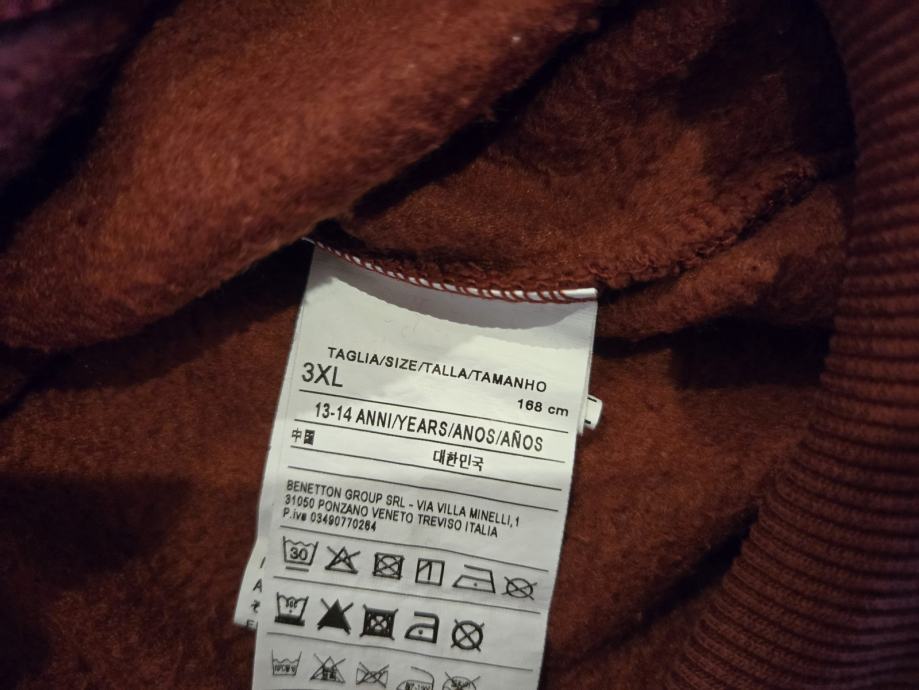 TAGLIA/SIZE/TALLA/TAMANHO
3XL
168 cm
13-14 ANNI/YEARS/ANOS/AÑOS
中国
대한민국
BENETTON GROUP SRL - VIA VILLA MINELLI,1
31050 PONZANO VENETO TREVISO ITALIA
P.iva 03490770264
30